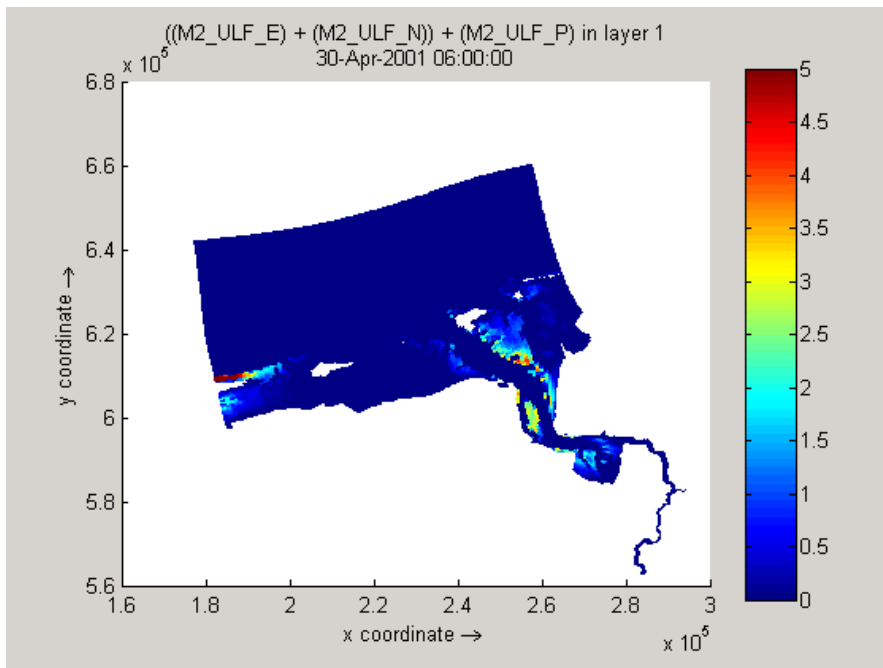 ((M2_ULF_E) + (M2_ULF_N)) + (M2_ULF_P) in layer 1
30-Apr-2001 06:00:00
x 10^5
6.8
6.6
6.4
6.2
6
5.8
5.6
y coordinate →
1.6 1.8 2 2.2 2.4 2.6 2.8 3
x coordinate →
x 10^5
5
4.5
4
3.5
3
2.5
2
1.5
1
0.5
0